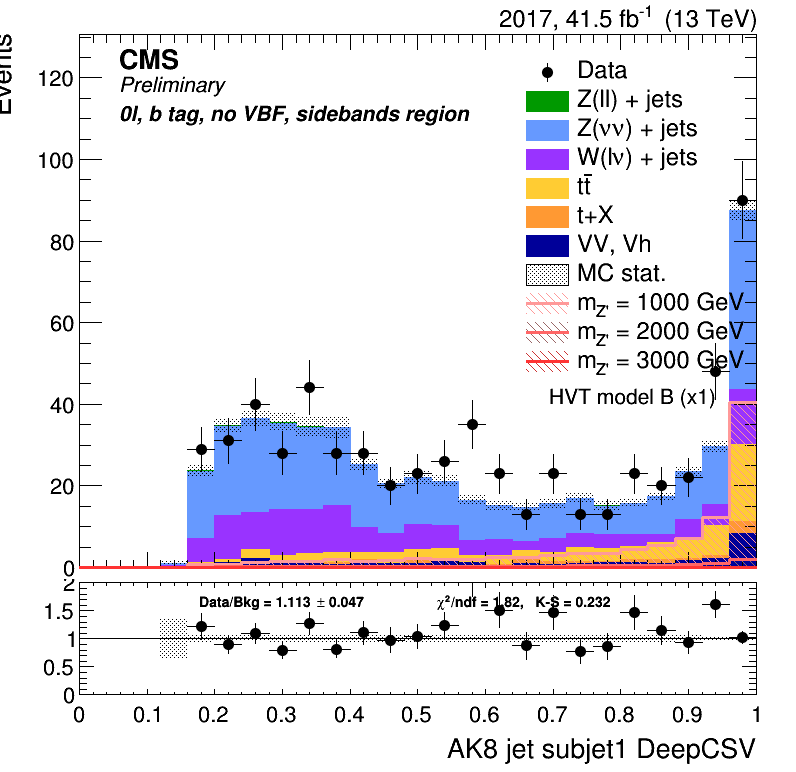 2017, 41.5 fb⁻¹ (13 TeV)
Events
CMS
Preliminary
0l, b tag, no VBF, sidebands region
Data
Z(ll) + jets
Z(νν) + jets
W(lν) + jets
tt̄
t+X
VV, Vh
MC stat.
m_Z' = 1000 GeV
m_Z' = 2000 GeV
m_Z' = 3000 GeV
HVT model B (x1)
120
100
80
60
40
20
0
Data/Bkg = 1.113 ± 0.047
χ²/ndf = 1.82, K-S = 0.232
2
1.5
1
0.5
0
0 0.1 0.2 0.3 0.4 0.5 0.6 0.7 0.8 0.9 1
AK8 jet subjet1 DeepCSV